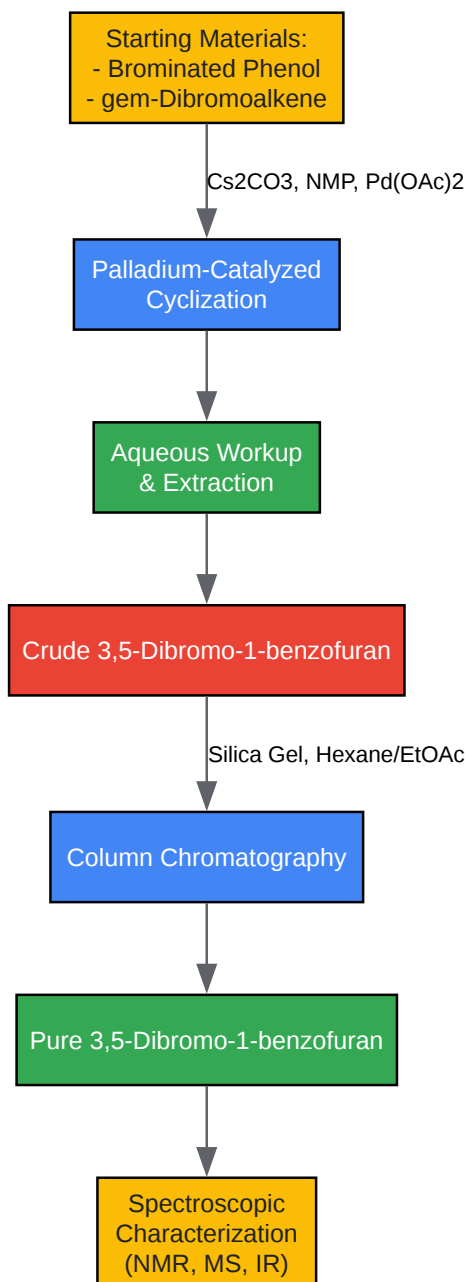 Starting Materials:
- Brominated Phenol
- gem-Dibromoalkene
Cs2CO3, NMP, Pd(OAc)2
Palladium-Catalyzed
Cyclization
Aqueous Workup
& Extraction
Crude 3,5-Dibromo-1-benzofuran
Silica Gel, Hexane/EtOAc
Column Chromatography
Pure 3,5-Dibromo-1-benzofuran
Spectroscopic
Characterization
(NMR, MS, IR)